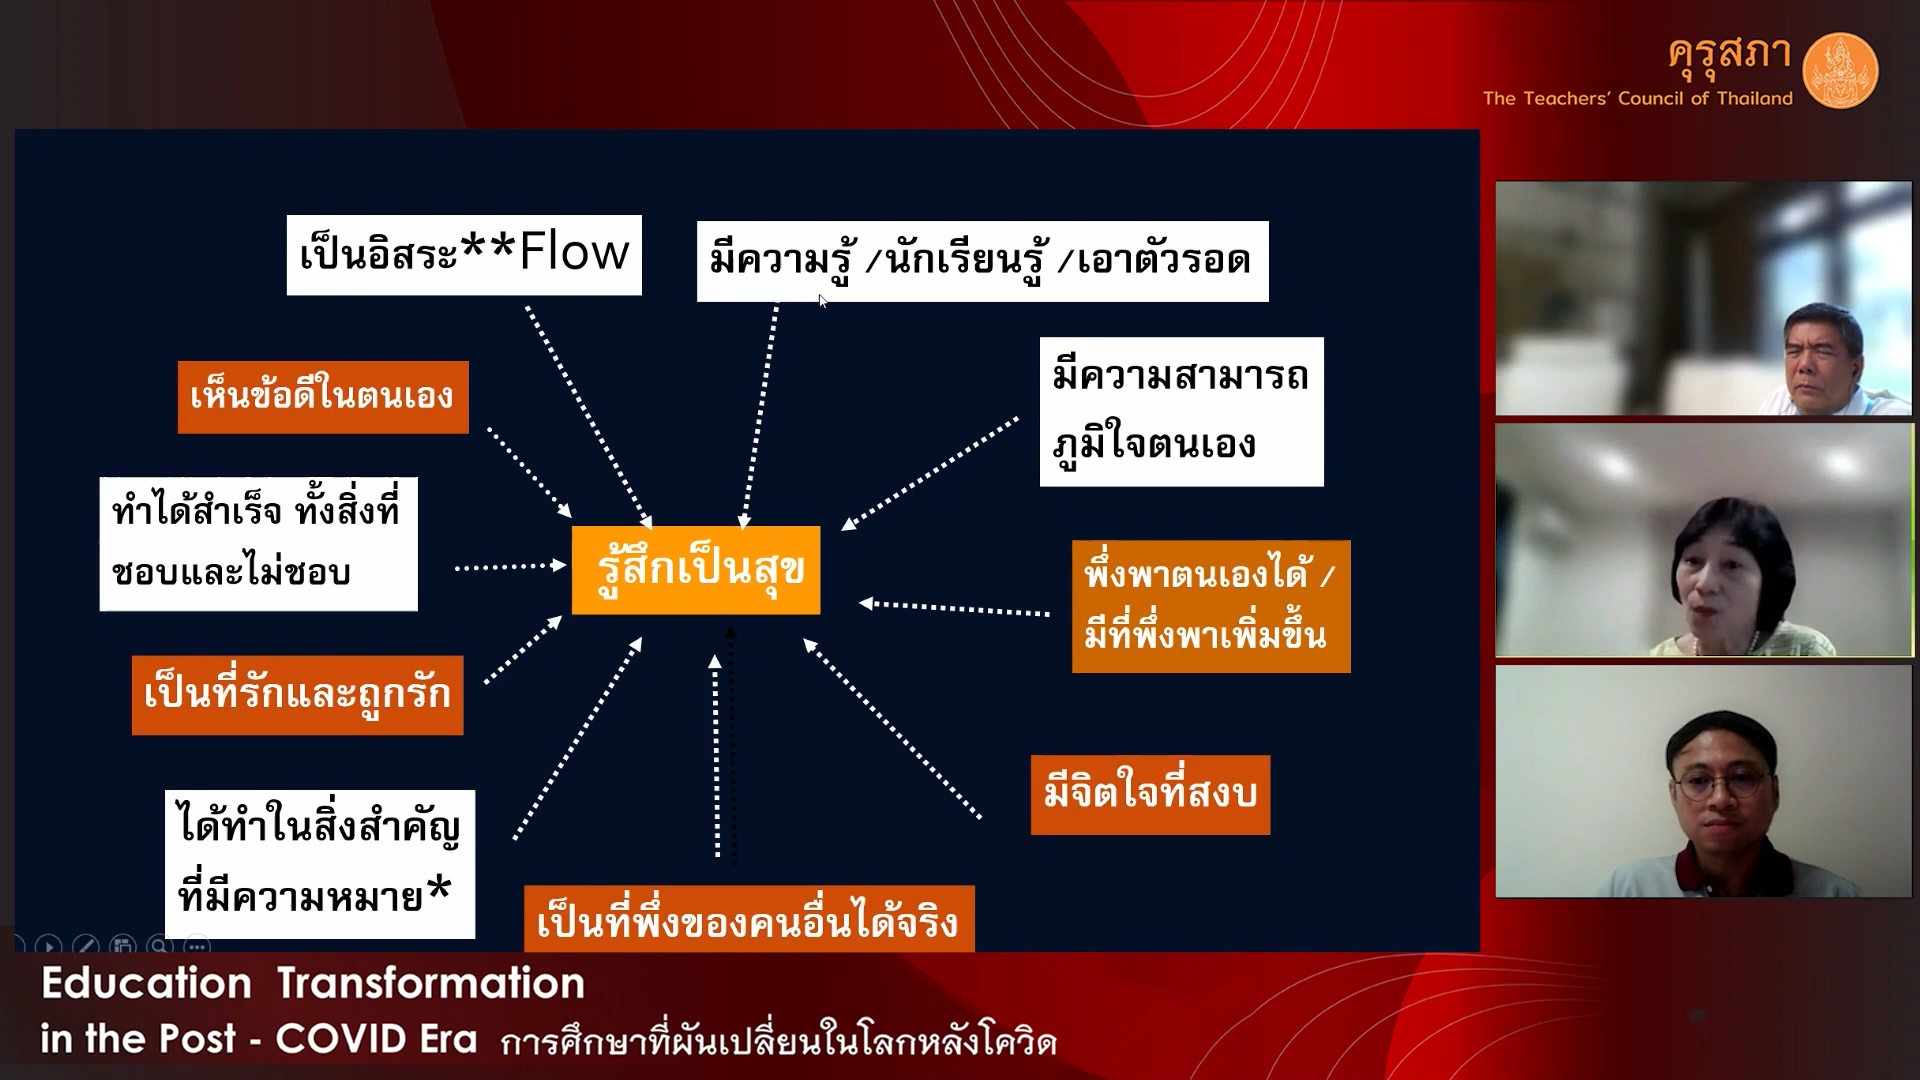 คุรุสภา
The Teachers' Council of Thailand
เป็นอิสระ**Flow
มีความรู้ /นักเรียนรู้ /เอาตัวรอด
มีความสามารถ
ภูมิใจตนเอง
เห็นข้อดีในตนเอง
ทำได้สำเร็จ ทั้งสิ่งที่
ชอบและไม่ชอบ
รู้สึกเป็นสุข
พึ่งพาตนเองได้ /
มีที่พึ่งพาเพิ่มขึ้น
เป็นที่รักและถูกรัก
มีจิตใจที่สงบ
ได้ทำในสิ่งสำคัญ
ที่มีความหมาย*
เป็นที่พึ่งของคนอื่นได้จริง
Education Transformation
in the Post - COVID Era การศึกษาที่ผันเปลี่ยนในโลกหลังโควิด